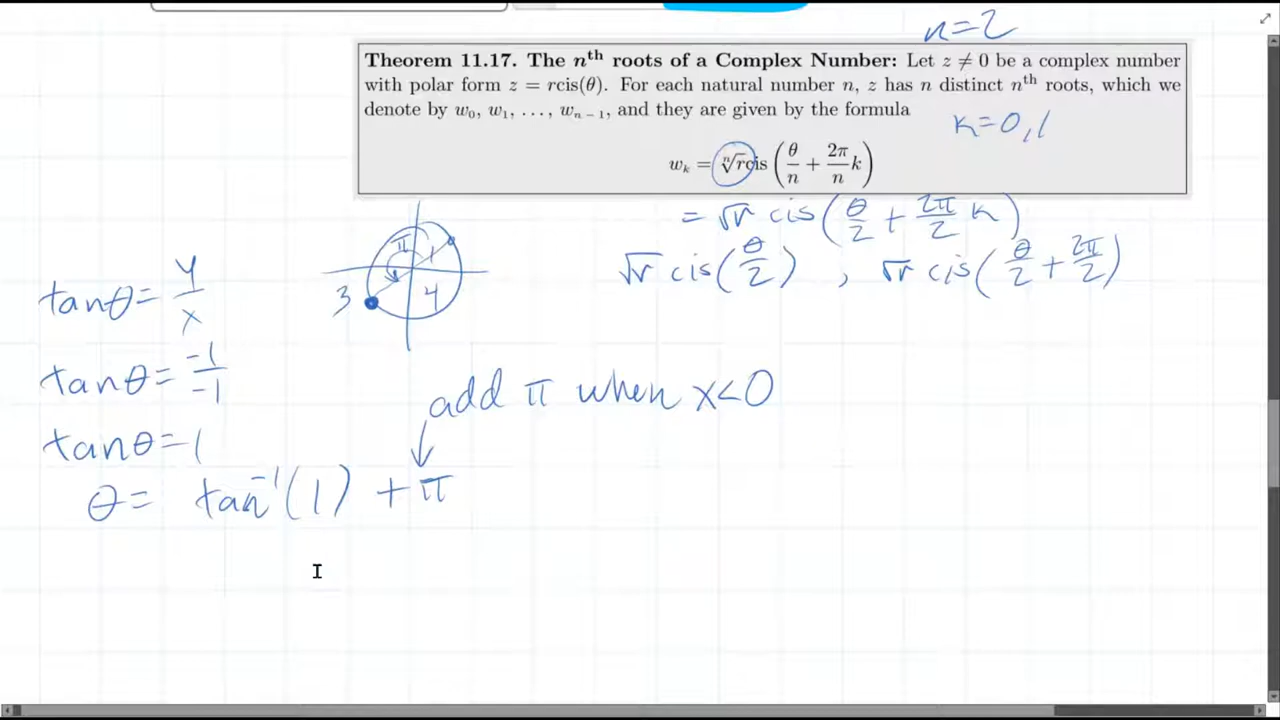 n=2
Theorem 11.17. The nth roots of a Complex Number: Let z ≠ 0 be a complex number
with polar form z = rcis(θ). For each natural number n, z has n distinct nth roots, which we
denote by w₀, w₁, ..., wₙ₋₁, and they are given by the formula
k=0,1
wₖ = ⁿ√r cis(θ/n + 2π/n k)
= √r cis(θ/2 + 2π/2 k)
√r cis(θ/2) , √r cis(θ/2 + 2π/2)
π 1
3 4
tanθ = y/x
tanθ = -1/-1
add π when x<0
tanθ = 1
θ = tan⁻¹(1) + π